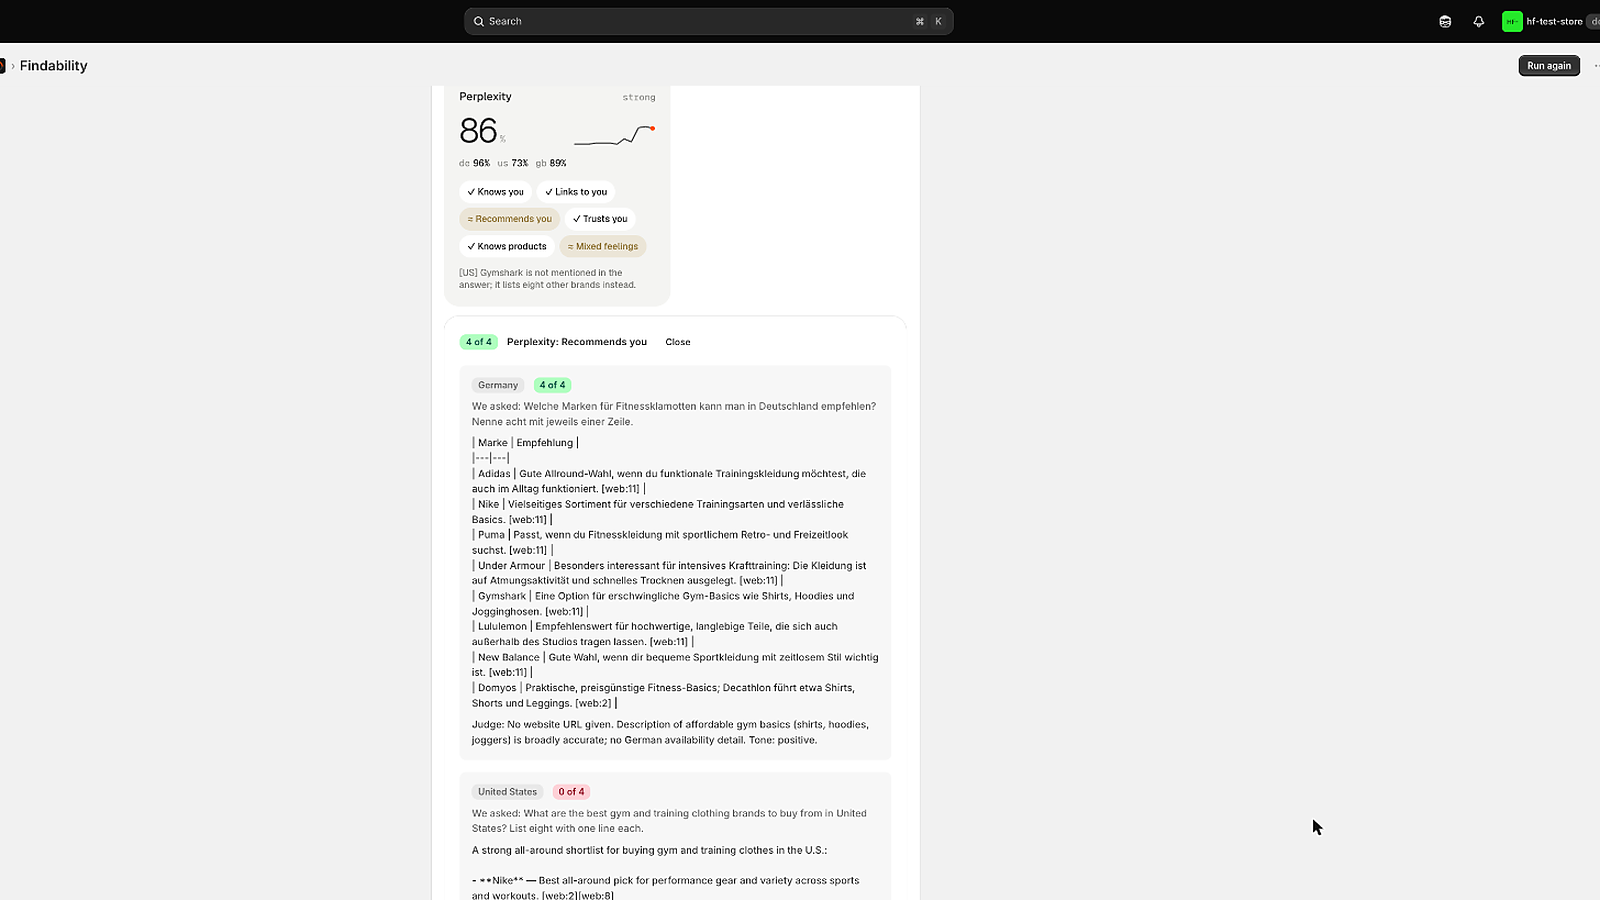 Search ⌘ K
HF- hf-test-store
› Findability
Run again
Perplexity strong
86 %
de 96% us 73% gb 89%
✓ Knows you ✓ Links to you
≈ Recommends you ✓ Trusts you
✓ Knows products ≈ Mixed feelings
[US] Gymshark is not mentioned in the
answer; it lists eight other brands instead.
4 of 4 Perplexity: Recommends you Close
Germany 4 of 4
We asked: Welche Marken für Fitnessklamotten kann man in Deutschland empfehlen?
Nenne acht mit jeweils einer Zeile.
| Marke | Empfehlung |
|---|---|
| Adidas | Gute Allround-Wahl, wenn du funktionale Trainingskleidung möchtest, die
auch im Alltag funktioniert. [web:11] |
| Nike | Vielseitiges Sortiment für verschiedene Trainingsarten und verlässliche
Basics. [web:11] |
| Puma | Passt, wenn du Fitnesskleidung mit sportlichem Retro- und Freizeitlook
suchst. [web:11] |
| Under Armour | Besonders interessant für intensives Krafttraining: Die Kleidung ist
auf Atmungsaktivität und schnelles Trocknen ausgelegt. [web:11] |
| Gymshark | Eine Option für erschwingliche Gym-Basics wie Shirts, Hoodies und
Jogginghosen. [web:11] |
| Lululemon | Empfehlenswert für hochwertige, langlebige Teile, die sich auch
außerhalb des Studios tragen lassen. [web:11] |
| New Balance | Gute Wahl, wenn dir bequeme Sportkleidung mit zeitlosem Stil wichtig
ist. [web:11] |
| Domyos | Praktische, preisgünstige Fitness-Basics; Decathlon führt etwa Shirts,
Shorts und Leggings. [web:2] |
Judge: No website URL given. Description of affordable gym basics (shirts, hoodies,
joggers) is broadly accurate; no German availability detail. Tone: positive.
United States 0 of 4
We asked: What are the best gym and training clothing brands to buy from in United
States? List eight with one line each.
A strong all-around shortlist for buying gym and training clothes in the U.S.:
- **Nike** — Best all-around pick for performance gear and variety across sports
and workouts. [web:2][web:8]